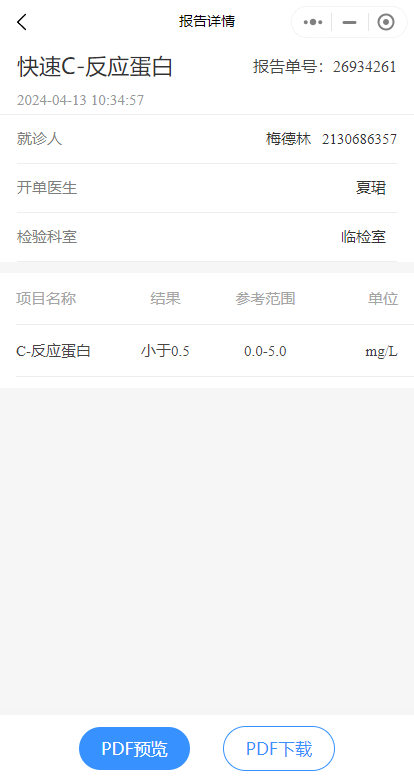 报告详情
快速C-反应蛋白 报告单号：26934261
2024-04-13 10:34:57
就诊人 梅德林 2130686357
开单医生 夏珺
检验科室 临检室
项目名称 结果 参考范围 单位
C-反应蛋白 小于0.5 0.0-5.0 mg/L
PDF预览 PDF下载